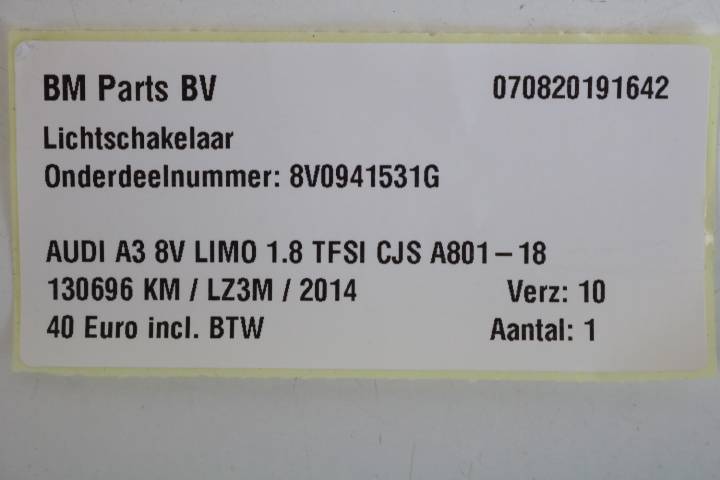 BM Parts BV 070820191642
Lichtschakelaar
Onderdeelnummer: 8V0941531G
AUDI A3 8V LIMO 1.8 TFSI CJS A801-18
130696 KM / LZ3M / 2014 Verz: 10
40 Euro incl. BTW Aantal: 1